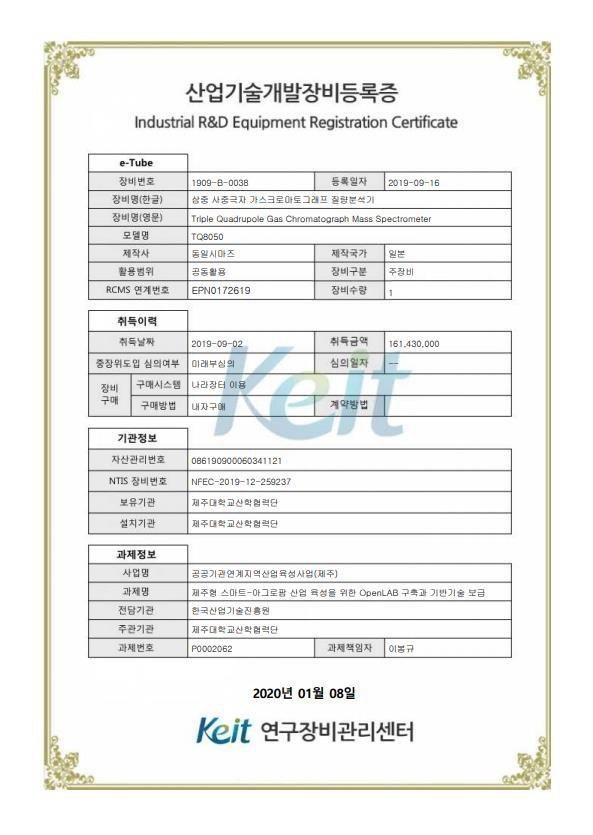 산업기술개발장비등록증
Industrial R&D Equipment Registration Certificate
e-Tube
장비번호 1909-B-0038 등록일자 2019-09-16
장비명(한글) 삼중 사중극자 가스크로마토그래프 질량분석기
장비명(영문) Triple Quadrupole Gas Chromatograph Mass Spectrometer
모델명 TQ8050
제작사 동일시마즈 제작국가 일본
활용범위 공동활용 장비구분 주장비
RCMS 연계번호 EPN0172619 장비수량 1
취득이력
취득날짜 2019-09-02 취득금액 161,430,000
중장위도입 심의여부 미래부심의 심의일자 --
장비 구매 구매시스템 나라장터 이용
구매방법 내자구매 계약방법
Keit
기관정보
자산관리번호 086190900060341121
NTIS 장비번호 NFEC-2019-12-259237
보유기관 제주대학교산학협력단
설치기관 제주대학교산학협력단
과제정보
사업명 공공기관연계지역산업육성사업(제주)
과제명 제주형 스마트-아그로팜 산업 육성을 위한 OpenLAB 구축과 기반기술 보급
전담기관 한국산업기술진흥원
주관기관 제주대학교산학협력단
과제번호 P0002062 과제책임자 이봉규
2020년 01월 08일
Keit 연구장비관리센터